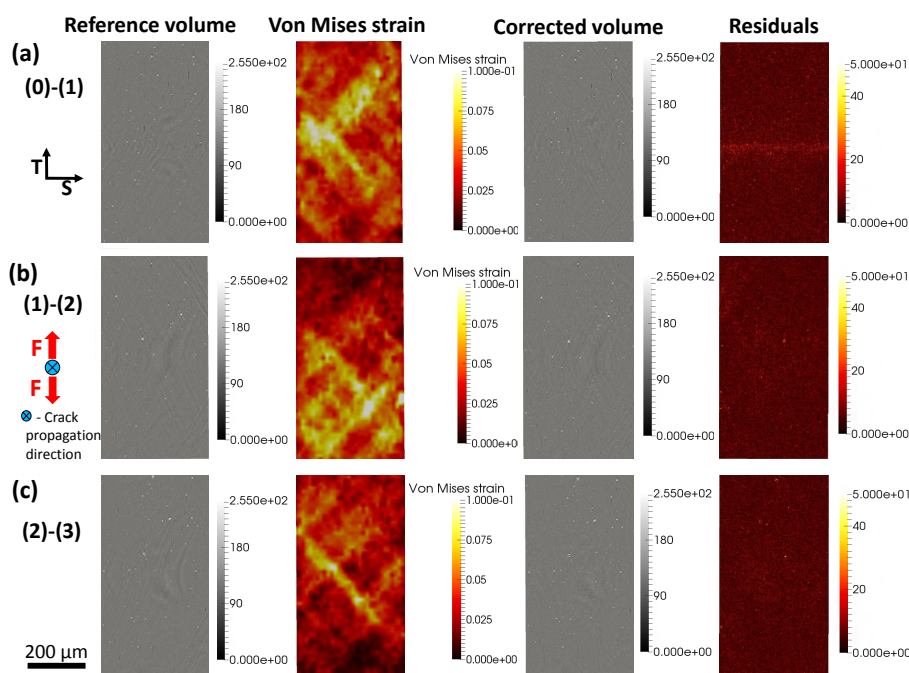 Reference volume Von Mises strain Corrected volume Residuals
(a)
(0)-(1)
T
S
2.550e+02
180
90
0.000e+00
Von Mises strain
1.000e-01
0.075
0.05
0.025
0.000e+00
2.550e+02
180
90
0.000e+00
5.000e+01
40
20
0.000e+00
(b)
(1)-(2)
F
F
- Crack
propagation
direction
2.550e+02
180
90
0.000e+00
Von Mises strain
1.000e-01
0.075
0.05
0.025
0.000e+00
2.550e+02
180
90
0.000e+00
5.000e+01
40
20
0.000e+00
(c)
(2)-(3)
200 µm
2.550e+02
180
90
0.000e+00
Von Mises strain
1.000e-01
0.075
0.05
0.025
0.000e+00
2.550e+02
180
90
0.000e+00
5.000e+01
40
20
0.000e+00